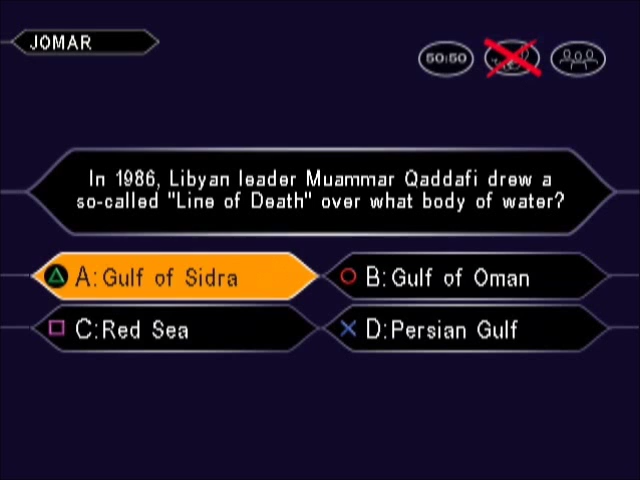 JOMAR
50:50
In 1986, Libyan leader Muammar Qaddafi drew a
so-called "Line of Death" over what body of water?
A: Gulf of Sidra
B: Gulf of Oman
C: Red Sea
D: Persian Gulf